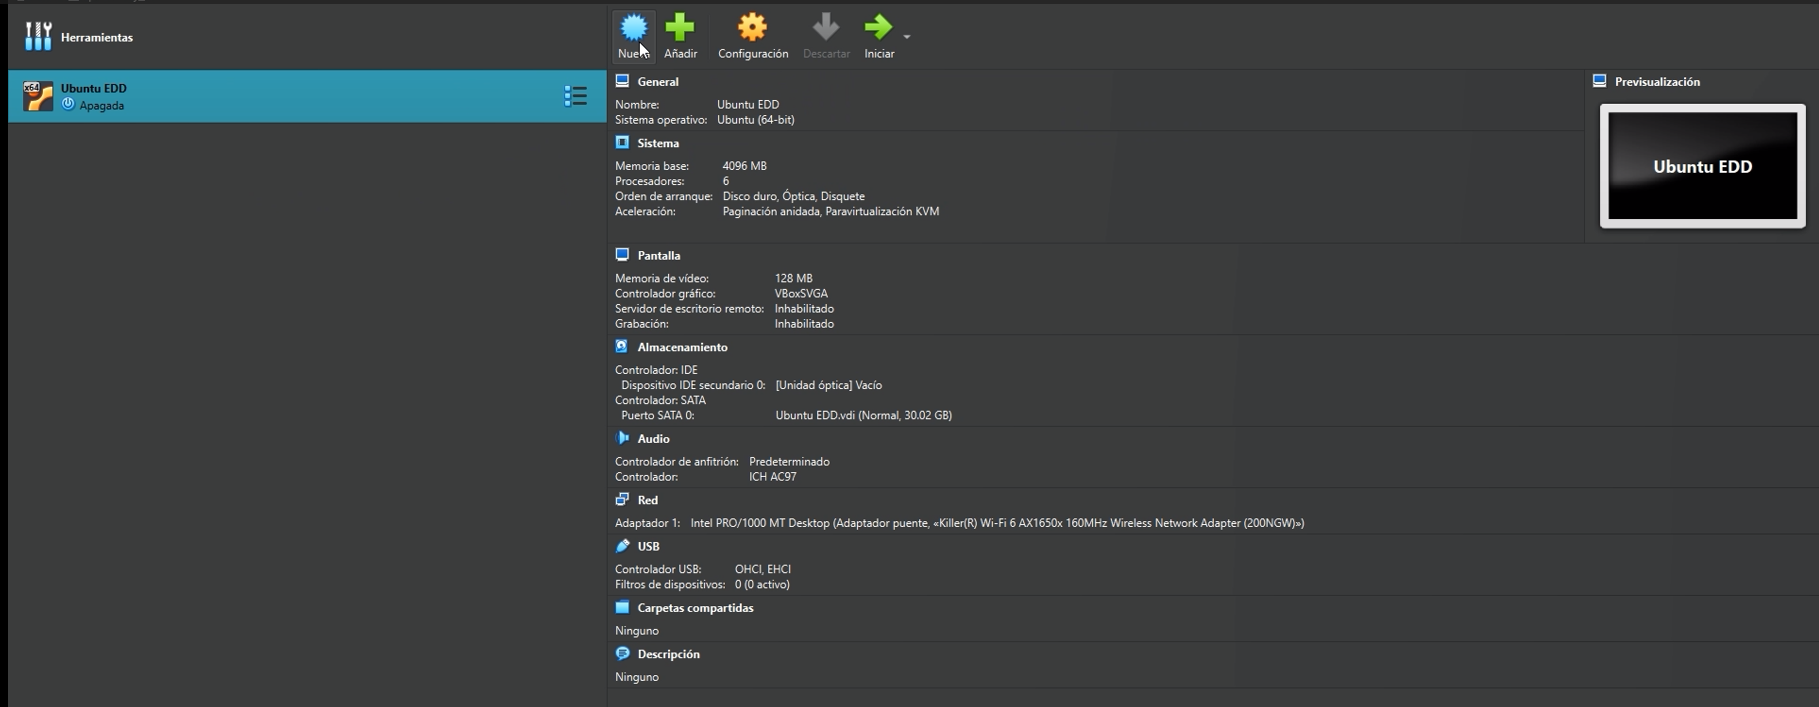 Herramientas
Nuevo Añadir Configuración Descartar Iniciar
x64
Ubuntu EDD
Apagada
General
Nombre: Ubuntu EDD
Sistema operativo: Ubuntu (64-bit)
Sistema
Memoria base: 4096 MB
Procesadores: 6
Orden de arranque: Disco duro, Óptica, Disquete
Aceleración: Paginación anidada, Paravirtualización KVM
Previsualización
Ubuntu EDD
Pantalla
Memoria de vídeo: 128 MB
Controlador gráfico: VBoxSVGA
Servidor de escritorio remoto: Inhabilitado
Grabación: Inhabilitado
Almacenamiento
Controlador: IDE
Dispositivo IDE secundario 0: [Unidad óptica] Vacío
Controlador: SATA
Puerto SATA 0: Ubuntu EDD.vdi (Normal, 30.02 GB)
Audio
Controlador de anfitrión: Predeterminado
Controlador: ICH AC97
Red
Adaptador 1: Intel PRO/1000 MT Desktop (Adaptador puente, «Killer(R) Wi-Fi 6 AX1650x 160MHz Wireless Network Adapter (200NGW)»)
USB
Controlador USB: OHCI, EHCI
Filtros de dispositivos: 0 (0 activo)
Carpetas compartidas
Ninguno
Descripción
Ninguno